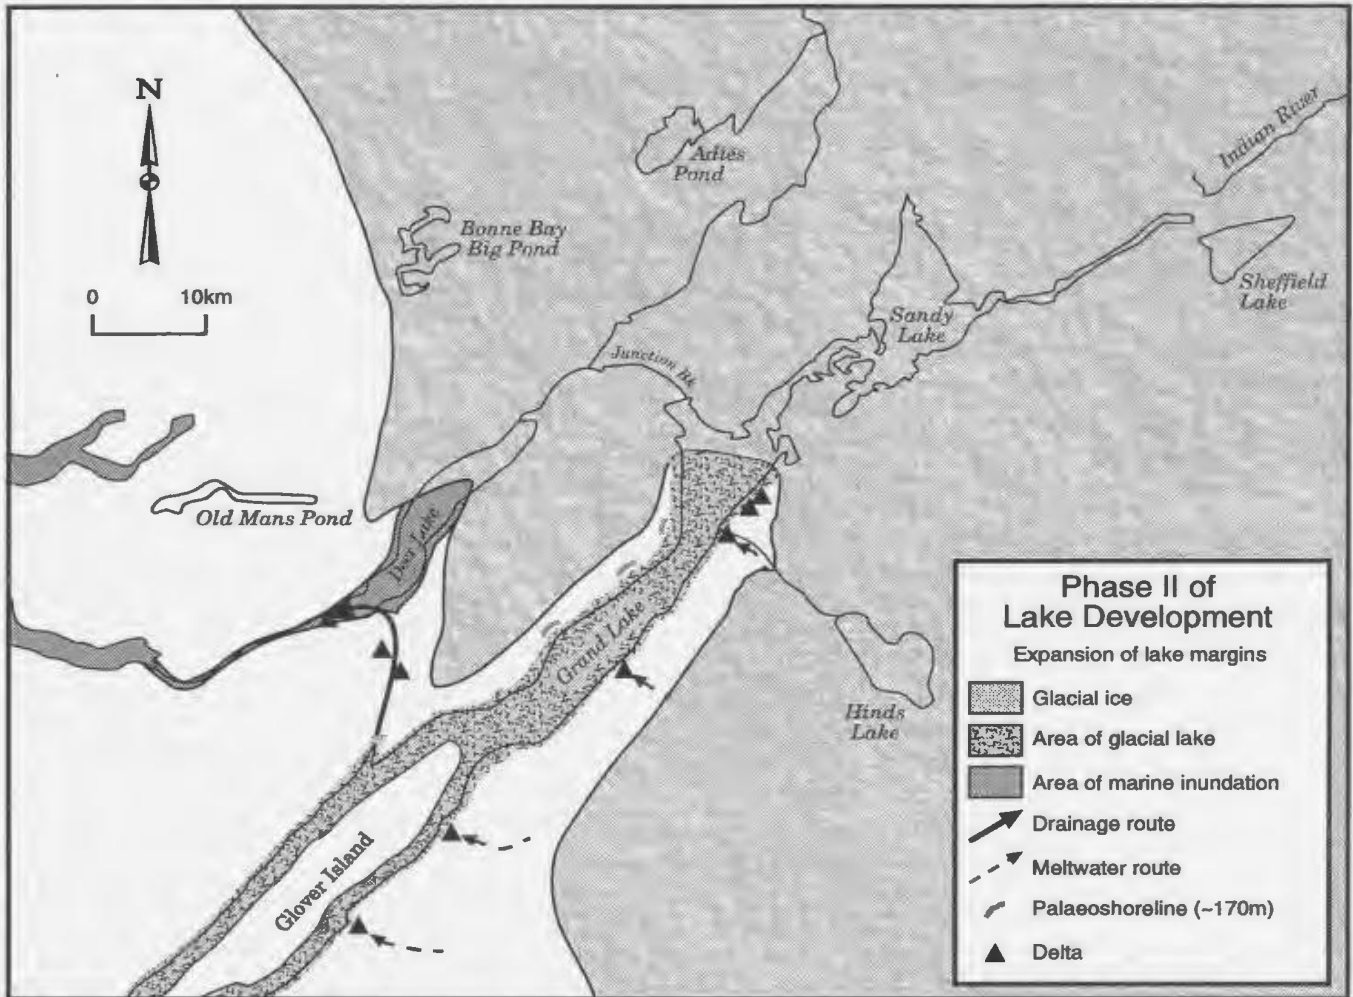 N
0 10km
Adies
Pond
Indian River
Bonne Bay
Big Pond
Sheffield
Lake
Sandy
Lake
Junction Bk.
Old Mans Pond
Deer Lake
Grand Lake
Hinds
Lake
Glover Island
Phase II of
Lake Development
Expansion of lake margins
Glacial ice
Area of glacial lake
Area of marine inundation
Drainage route
Meltwater route
Palaeoshoreline (~170m)
Delta